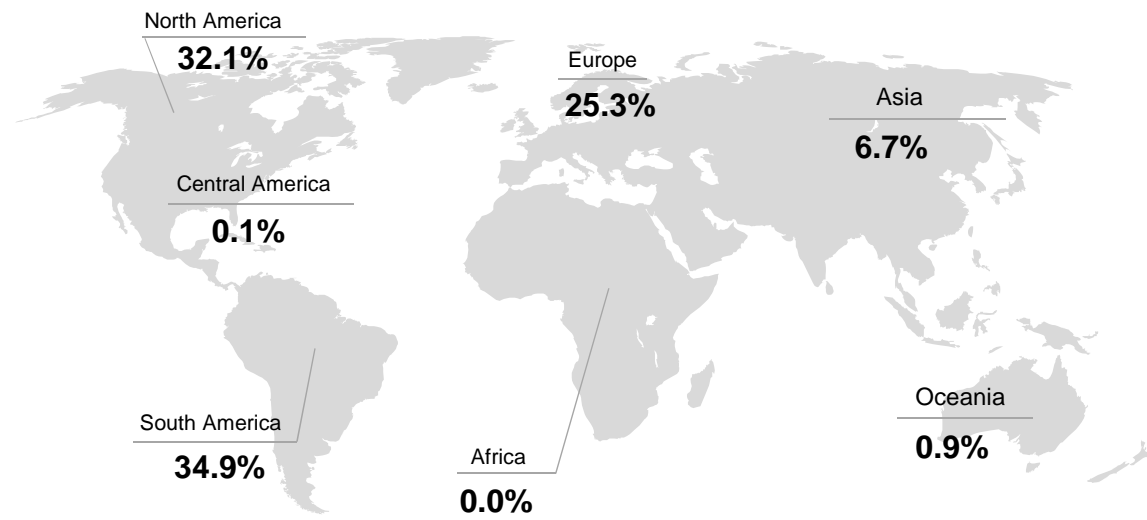 North America
32.1%
Europe
25.3%
Asia
6.7%
Central America
0.1%
South America
34.9%
Africa
0.0%
Oceania
0.9%